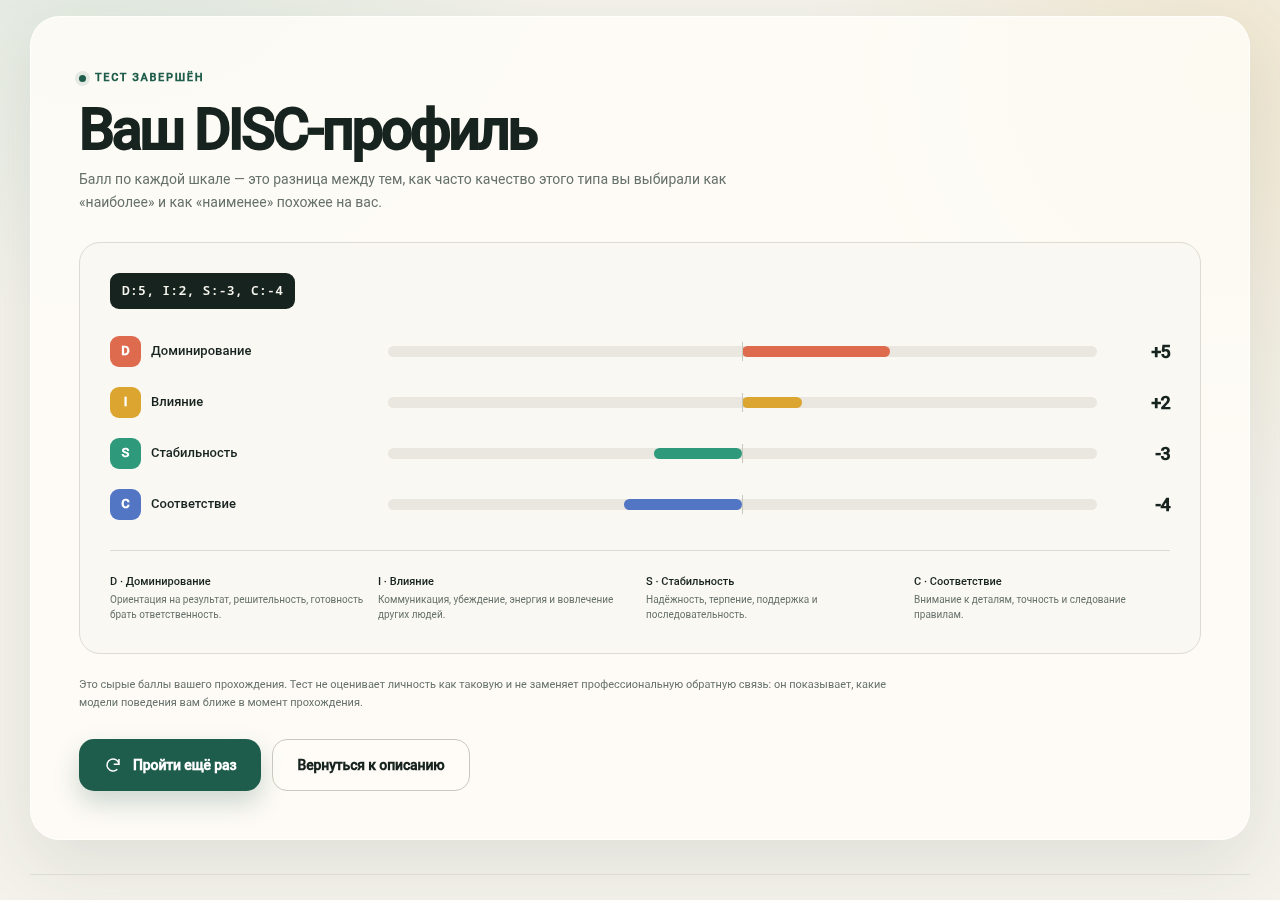 ТЕСТ ЗАВЕРШЁН
Ваш DISC-профиль
Балл по каждой шкале — это разница между тем, как часто качество этого типа вы выбирали как
«наиболее» и как «наименее» похожее на вас.
D:5, I:2, S:-3, C:-4
D Доминирование +5
I Влияние +2
S Стабильность -3
C Соответствие -4
D · Доминирование
Ориентация на результат, решительность, готовность
брать ответственность.
I · Влияние
Коммуникация, убеждение, энергия и вовлечение
других людей.
S · Стабильность
Надёжность, терпение, поддержка и
последовательность.
C · Соответствие
Внимание к деталям, точность и следование
правилам.
Это сырые баллы вашего прохождения. Тест не оценивает личность как таковую и не заменяет профессиональную обратную связь: он показывает, какие
модели поведения вам ближе в момент прохождения.
Пройти ещё раз
Вернуться к описанию